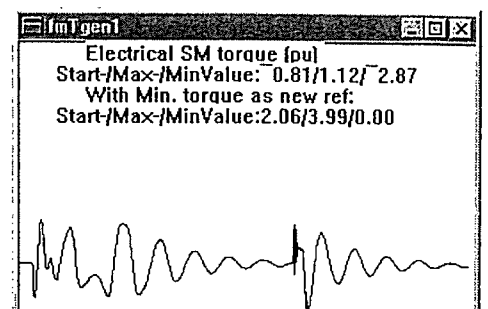 fmTgen1
Electrical SM torque [pu]
Start-/Max-/MinValue:¯0.81/1.12/¯2.87
With Min. torque as new ref:
Start-/Max-/MinValue:2.06/3.99/0.00